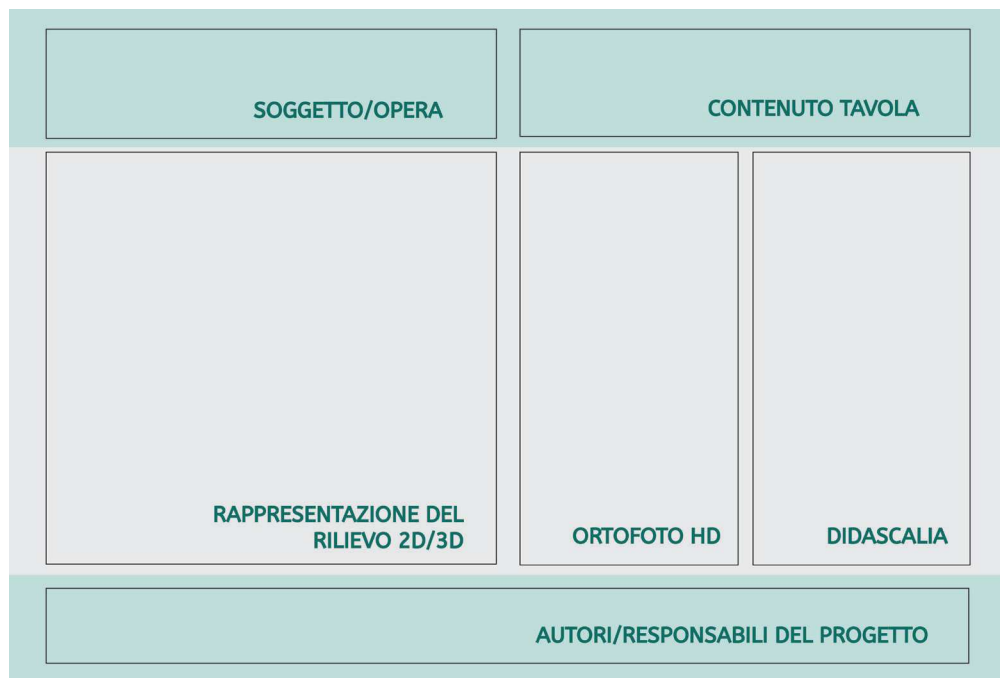 SOGGETTO/OPERA
CONTENUTO TAVOLA
RAPPRESENTAZIONE DEL
RILIEVO 2D/3D
ORTOFOTO HD
DIDASCALIA
AUTORI/RESPONSABILI DEL PROGETTO